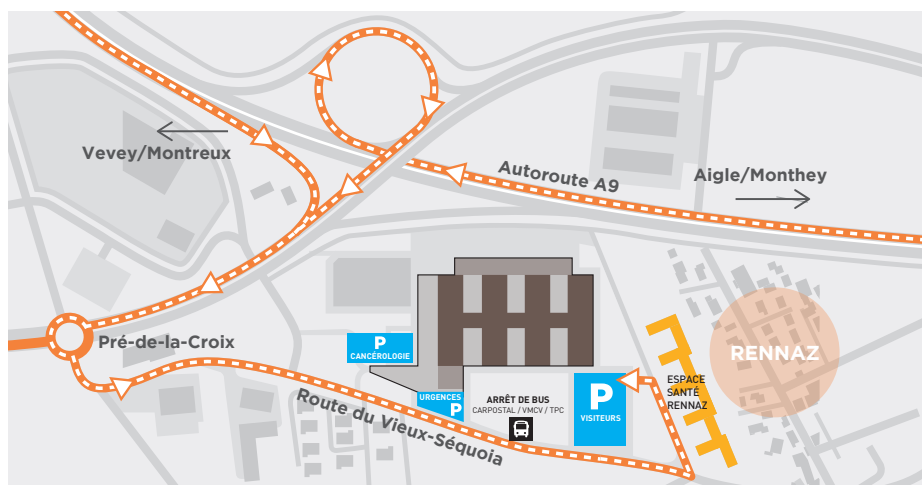 Vevey/Montreux
Autoroute A9
Aigle/Monthey
Pré-de-la-Croix
P
CANCÉROLOGIE
RENNAZ
URGENCES
P
ARRÊT DE BUS
CARPOSTAL / VMCV / TPC
P
VISITEURS
ESPACE
SANTÉ
RENNAZ
Route du Vieux-Séquoia